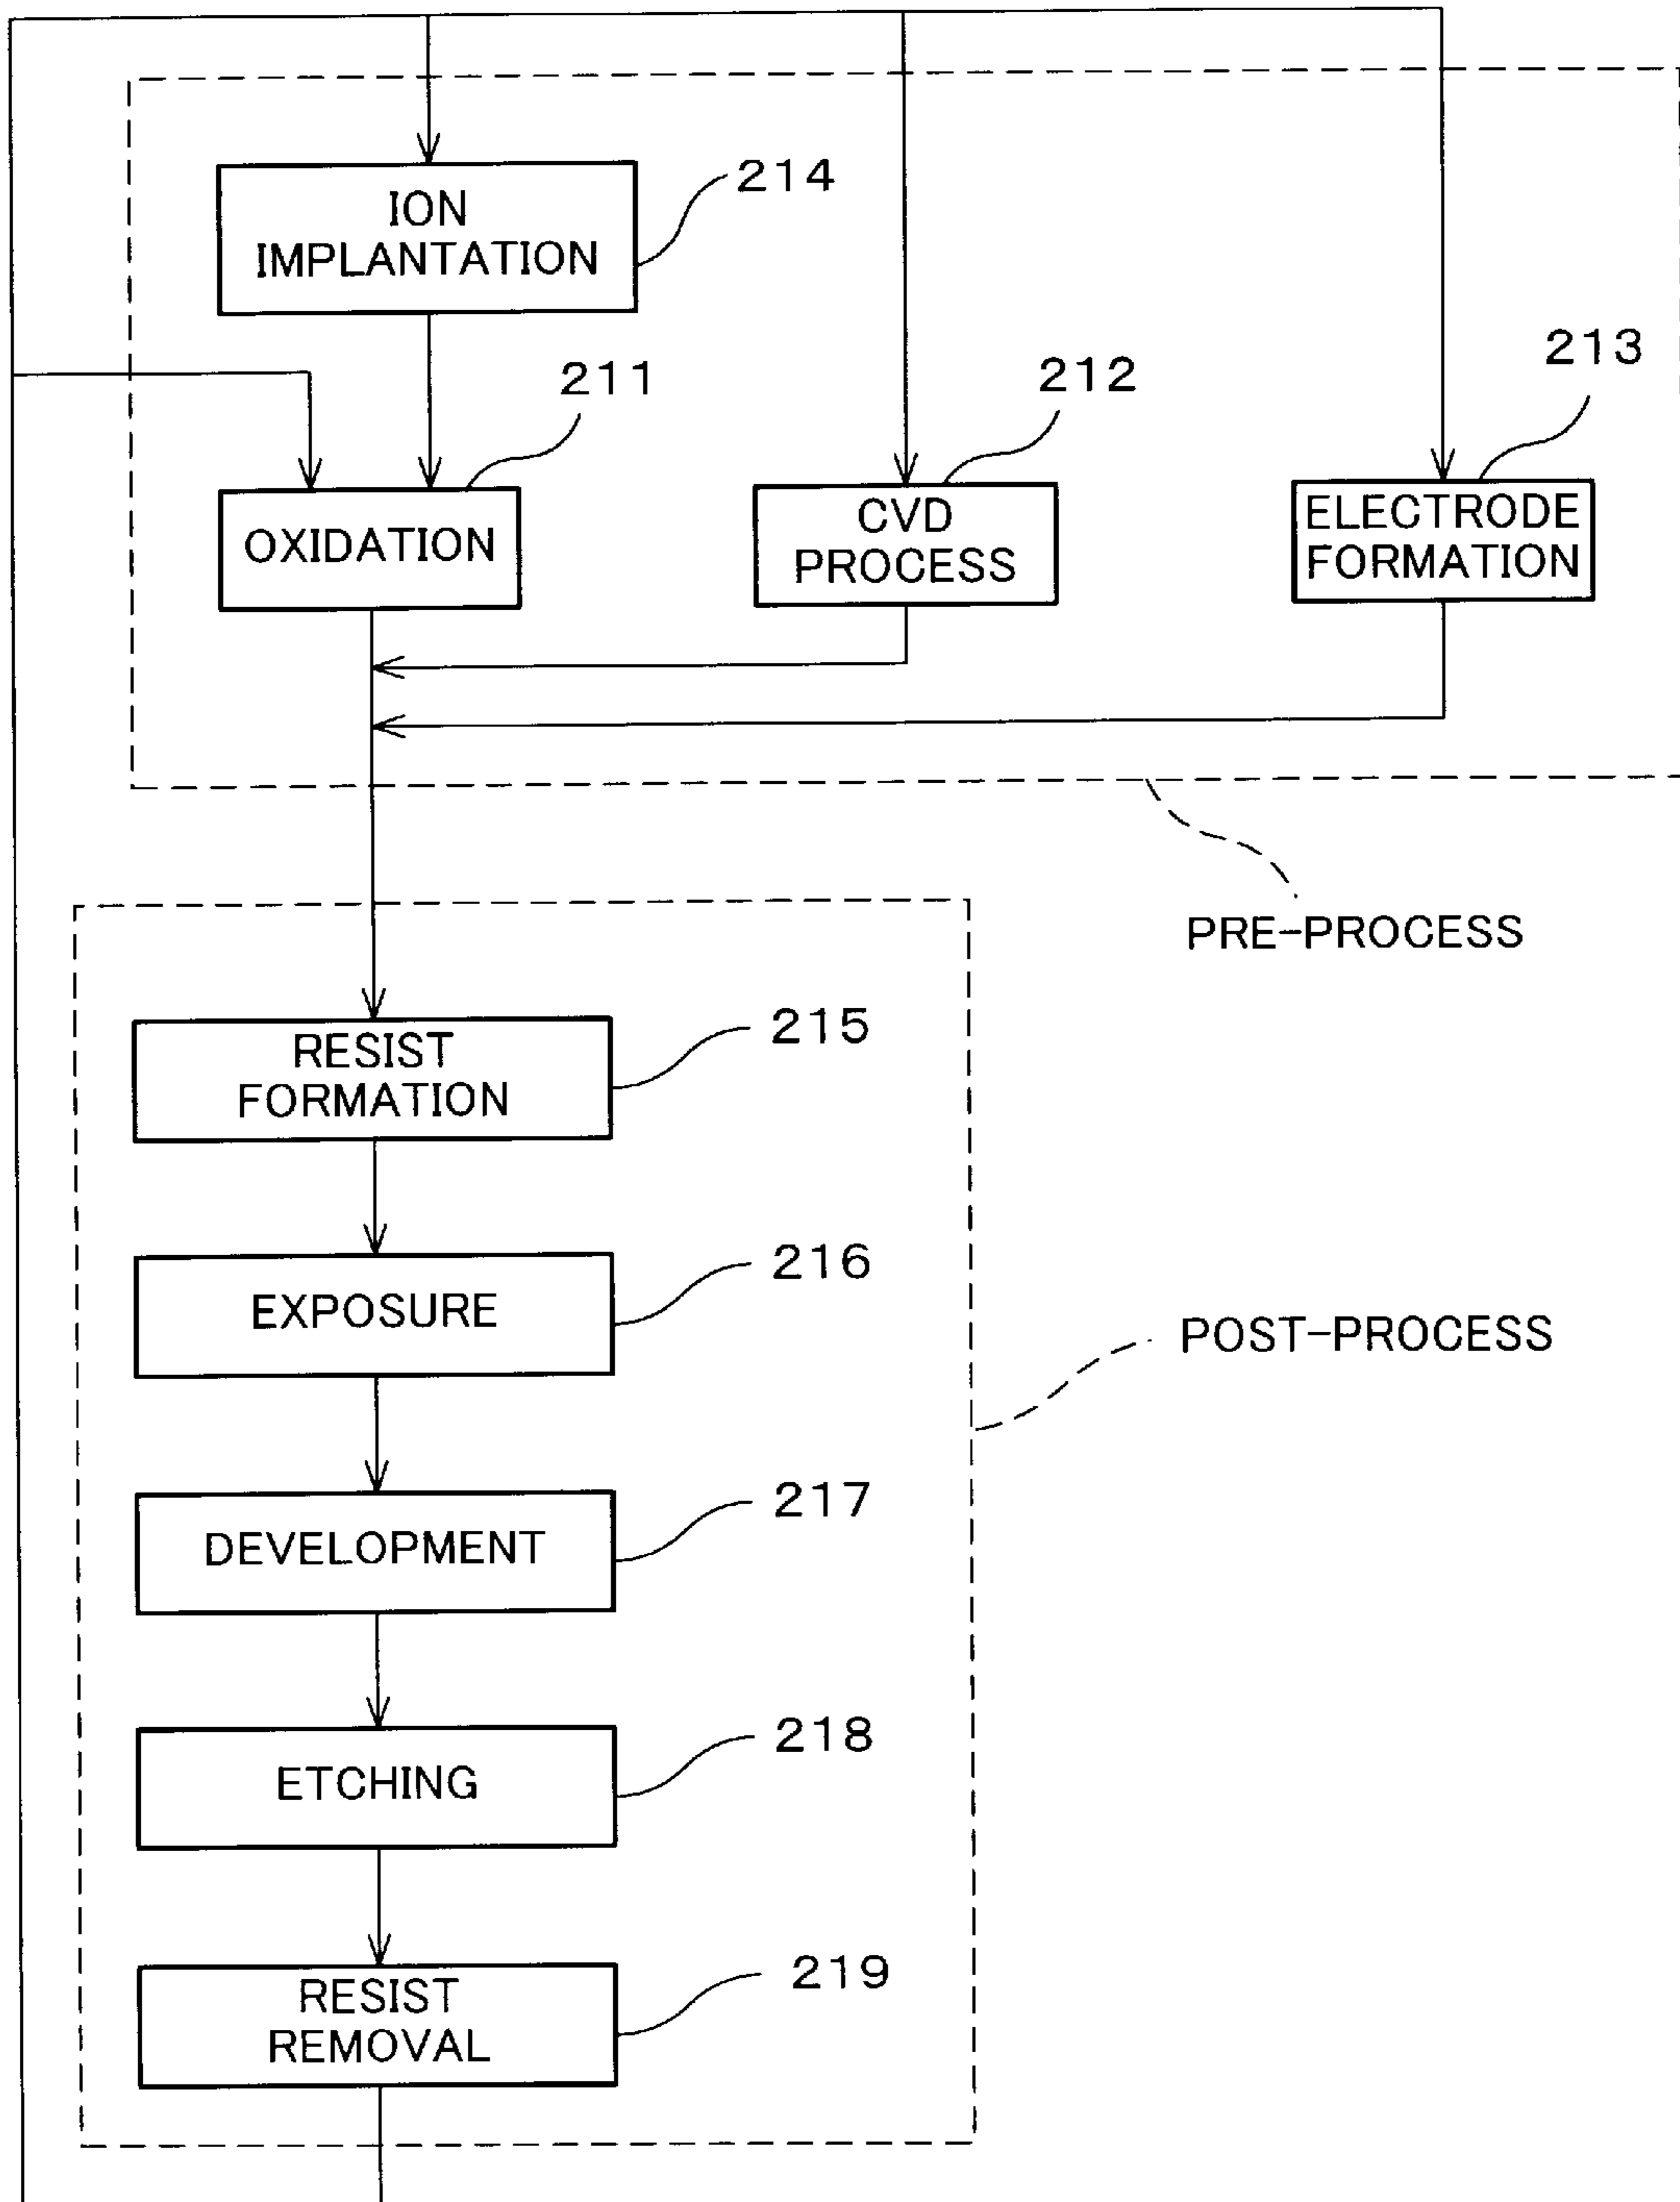 214
ION
IMPLANTATION
213
211
212
OXIDATION
CVD
PROCESS
ELECTRODE
FORMATION
PRE-PROCESS
215
RESIST
FORMATION
216
EXPOSURE
POST-PROCESS
217
DEVELOPMENT
218
ETCHING
219
RESIST
REMOVAL